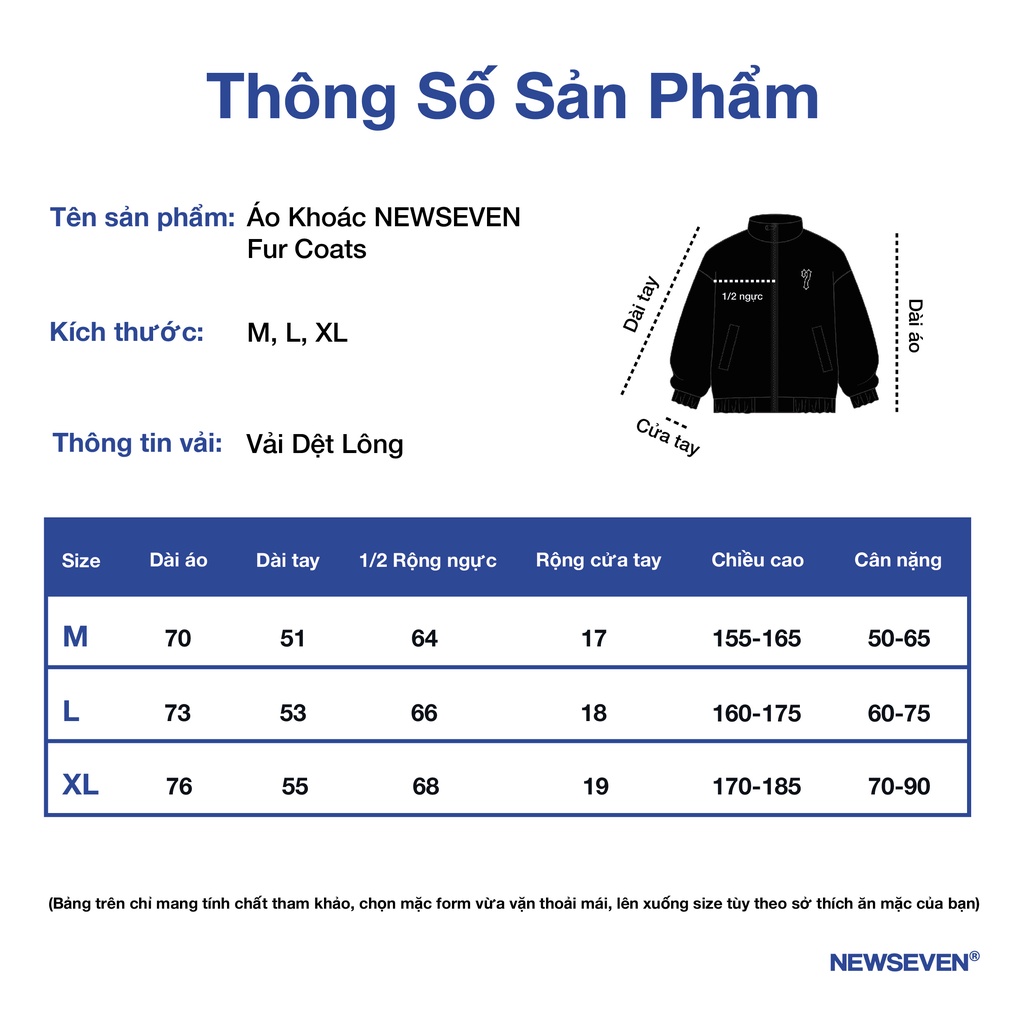 Thông Số Sản Phẩm
Tên sản phẩm: Áo Khoác NEWSEVEN
Fur Coats
Kích thước: M, L, XL
Thông tin vải: Vải Dệt Lông
Dài tay
1/2 ngực
Dài áo
Cửa tay
Size Dài áo Dài tay 1/2 Rộng ngực Rộng cửa tay Chiều cao Cân nặng
M 70 51 64 17 155-165 50-65
L 73 53 66 18 160-175 60-75
XL 76 55 68 19 170-185 70-90
(Bảng trên chỉ mang tính chất tham khảo, chọn mặc form vừa vặn thoải mái, lên xuống size tùy theo sở thích ăn mặc của bạn)
NEWSEVEN®